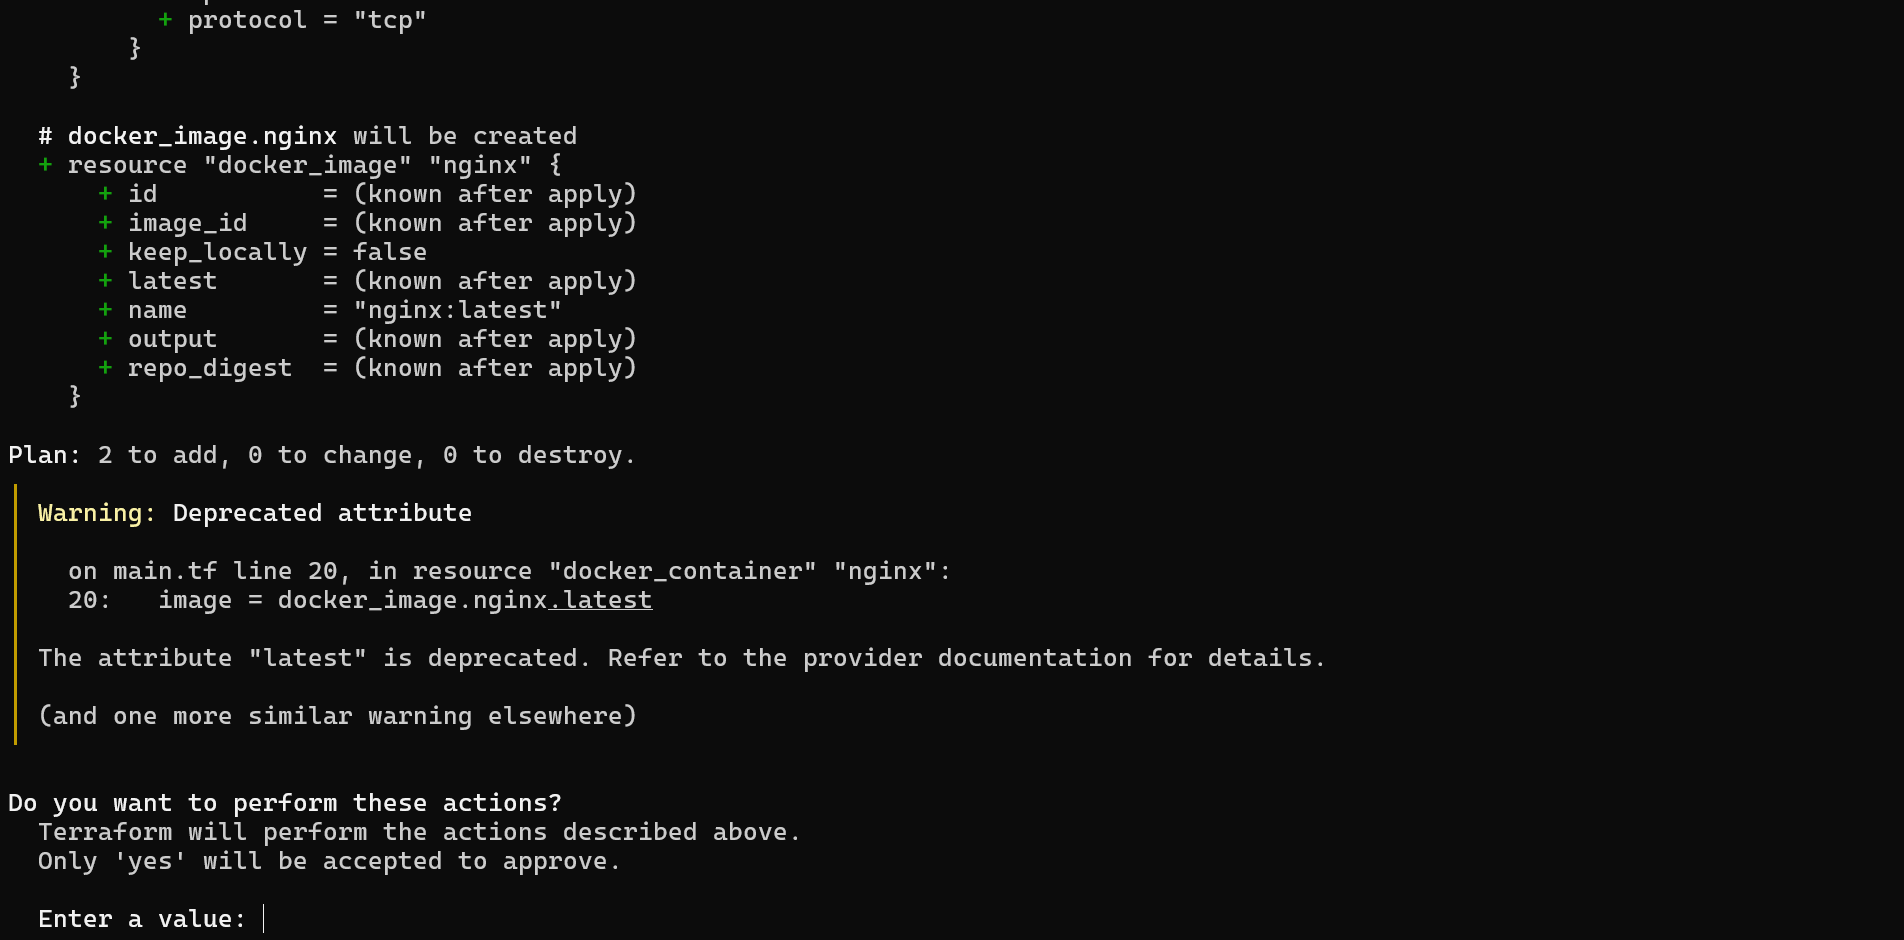 + protocol = "tcp"
}
}
# docker_image.nginx will be created
+ resource "docker_image" "nginx" {
+ id           = (known after apply)
+ image_id     = (known after apply)
+ keep_locally = false
+ latest       = (known after apply)
+ name         = "nginx:latest"
+ output       = (known after apply)
+ repo_digest  = (known after apply)
}
Plan: 2 to add, 0 to change, 0 to destroy.
Warning: Deprecated attribute
on main.tf line 20, in resource "docker_container" "nginx":
20:   image = docker_image.nginx.latest
The attribute "latest" is deprecated. Refer to the provider documentation for details.
(and one more similar warning elsewhere)
Do you want to perform these actions?
Terraform will perform the actions described above.
Only 'yes' will be accepted to approve.
Enter a value: